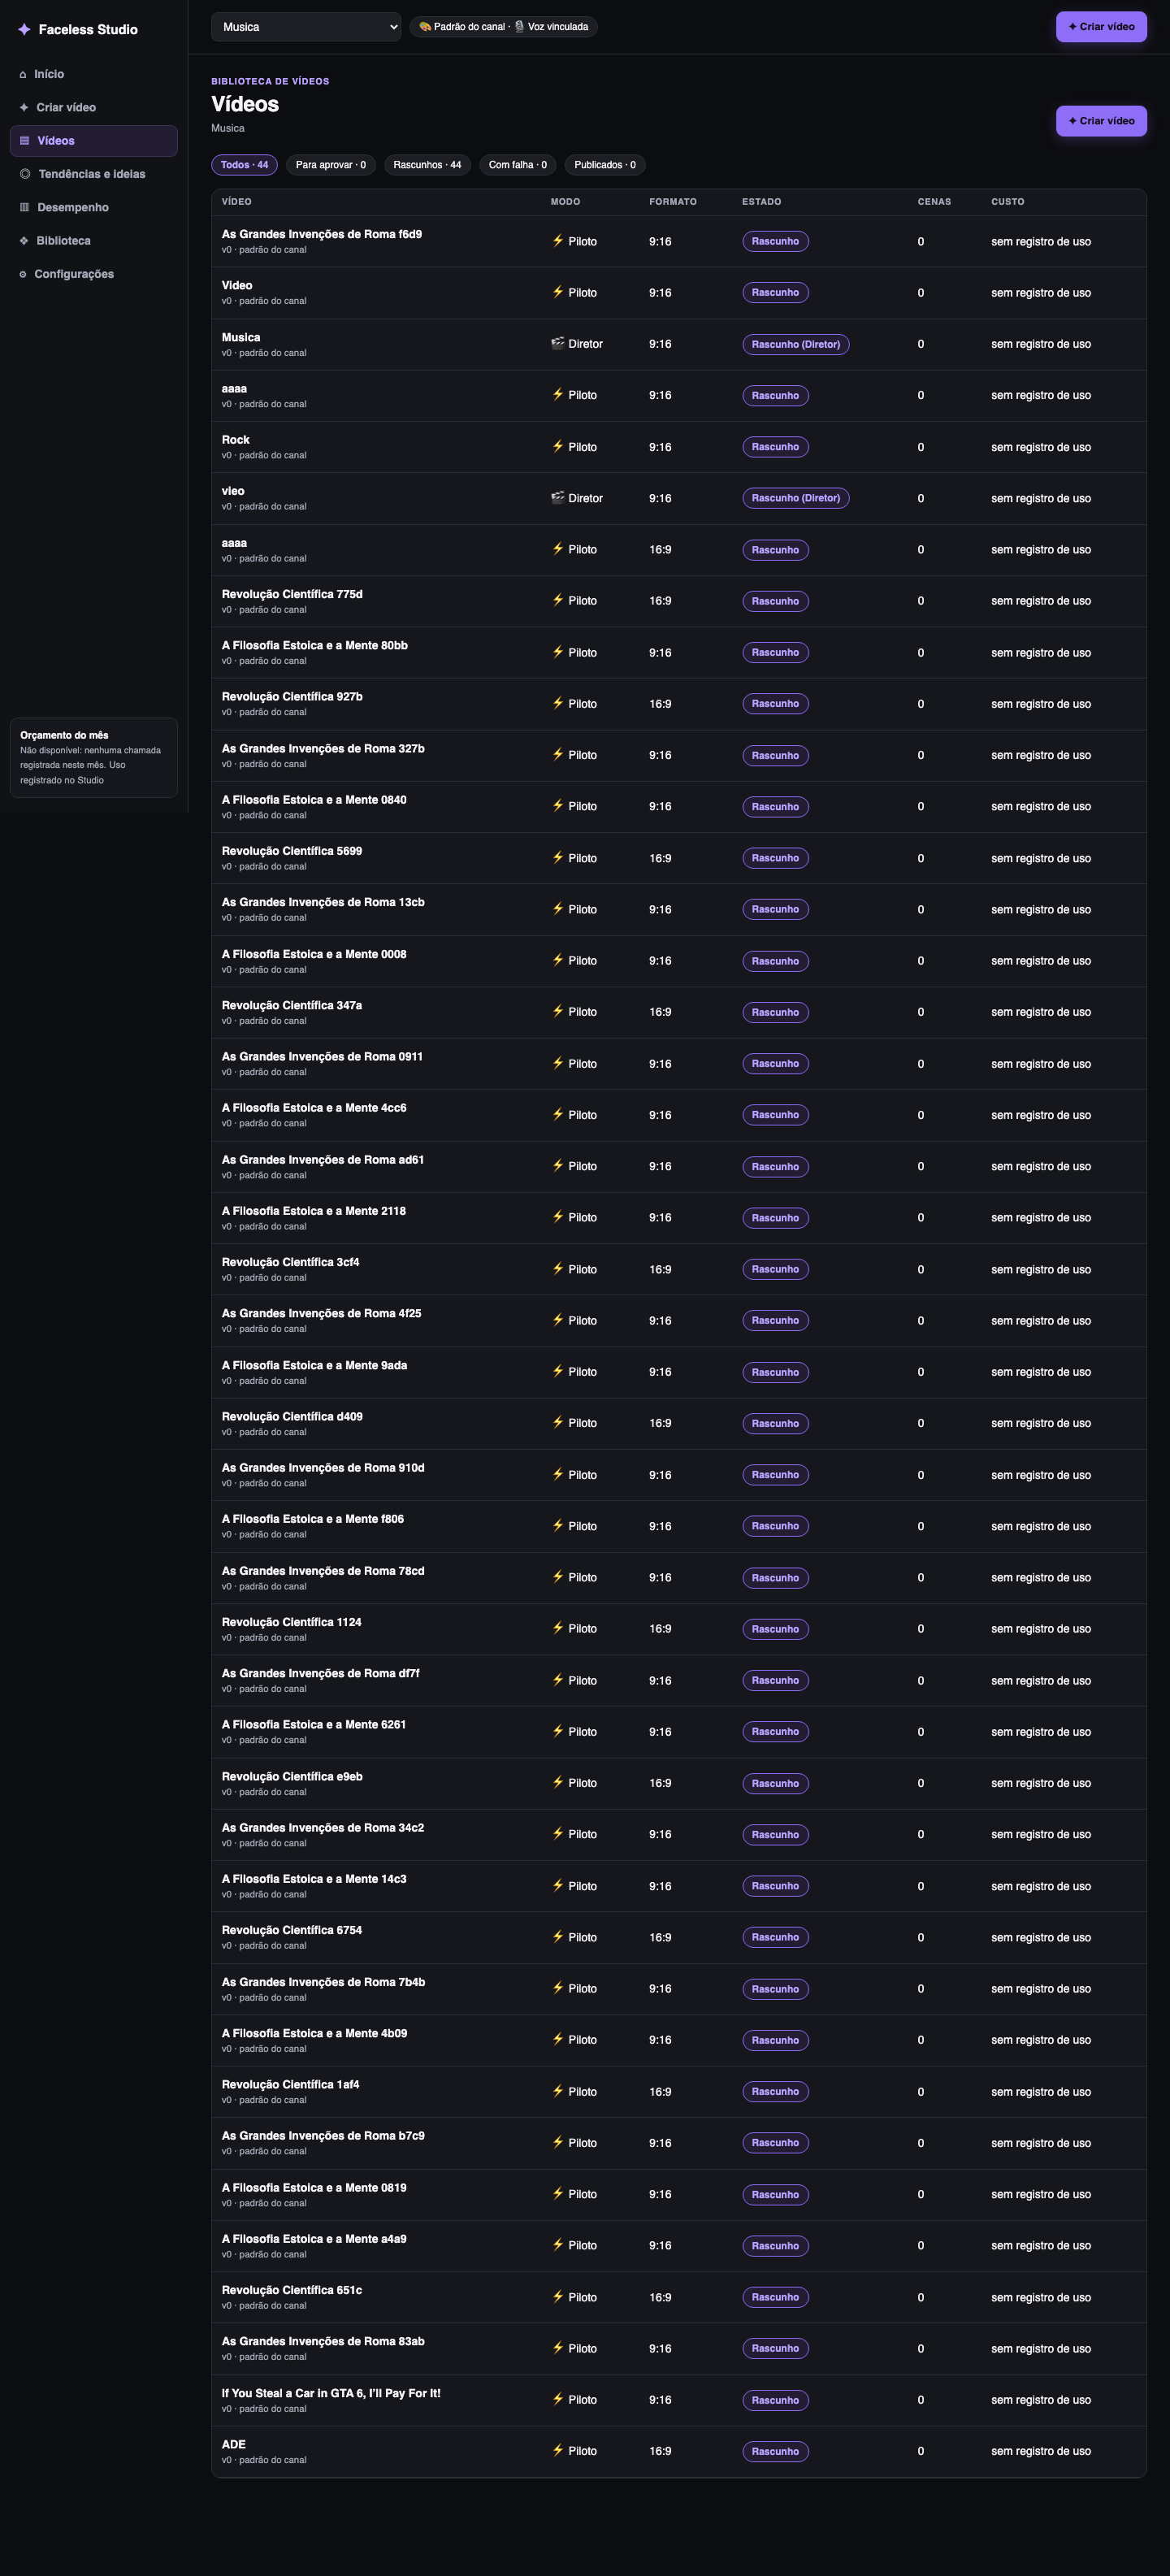 Faceless Studio
Início
Criar vídeo
Vídeos
Tendências e ideias
Desempenho
Biblioteca
Configurações
Orçamento do mês
Não disponível: nenhuma chamada
registrada neste mês. Uso
registrado no Studio
Musica
Padrão do canal · Voz vinculada
Criar vídeo
BIBLIOTECA DE VÍDEOS
Vídeos
Musica
Criar vídeo
Todos · 44 Para aprovar · 0 Rascunhos · 44 Com falha · 0 Publicados · 0
VÍDEO MODO FORMATO ESTADO CENAS CUSTO
As Grandes Invenções de Roma f6d9
v0 · padrão do canal
Piloto 9:16 Rascunho 0 sem registro de uso
Video
v0 · padrão do canal
Piloto 9:16 Rascunho 0 sem registro de uso
Musica
v0 · padrão do canal
Diretor 9:16 Rascunho (Diretor) 0 sem registro de uso
aaaa
v0 · padrão do canal
Piloto 9:16 Rascunho 0 sem registro de uso
Rock
v0 · padrão do canal
Piloto 9:16 Rascunho 0 sem registro de uso
vieo
v0 · padrão do canal
Diretor 9:16 Rascunho (Diretor) 0 sem registro de uso
aaaa
v0 · padrão do canal
Piloto 16:9 Rascunho 0 sem registro de uso
Revolução Científica 775d
v0 · padrão do canal
Piloto 16:9 Rascunho 0 sem registro de uso
A Filosofia Estoica e a Mente 80bb
v0 · padrão do canal
Piloto 9:16 Rascunho 0 sem registro de uso
Revolução Científica 927b
v0 · padrão do canal
Piloto 16:9 Rascunho 0 sem registro de uso
As Grandes Invenções de Roma 327b
v0 · padrão do canal
Piloto 9:16 Rascunho 0 sem registro de uso
A Filosofia Estoica e a Mente 0840
v0 · padrão do canal
Piloto 9:16 Rascunho 0 sem registro de uso
Revolução Científica 5699
v0 · padrão do canal
Piloto 16:9 Rascunho 0 sem registro de uso
As Grandes Invenções de Roma 13cb
v0 · padrão do canal
Piloto 9:16 Rascunho 0 sem registro de uso
A Filosofia Estoica e a Mente 0008
v0 · padrão do canal
Piloto 9:16 Rascunho 0 sem registro de uso
Revolução Científica 347a
v0 · padrão do canal
Piloto 16:9 Rascunho 0 sem registro de uso
As Grandes Invenções de Roma 0911
v0 · padrão do canal
Piloto 9:16 Rascunho 0 sem registro de uso
A Filosofia Estoica e a Mente 4cc6
v0 · padrão do canal
Piloto 9:16 Rascunho 0 sem registro de uso
As Grandes Invenções de Roma ad61
v0 · padrão do canal
Piloto 9:16 Rascunho 0 sem registro de uso
A Filosofia Estoica e a Mente 2118
v0 · padrão do canal
Piloto 9:16 Rascunho 0 sem registro de uso
Revolução Científica 3cf4
v0 · padrão do canal
Piloto 16:9 Rascunho 0 sem registro de uso
As Grandes Invenções de Roma 4f25
v0 · padrão do canal
Piloto 9:16 Rascunho 0 sem registro de uso
A Filosofia Estoica e a Mente 9ada
v0 · padrão do canal
Piloto 9:16 Rascunho 0 sem registro de uso
Revolução Científica d409
v0 · padrão do canal
Piloto 16:9 Rascunho 0 sem registro de uso
As Grandes Invenções de Roma 910d
v0 · padrão do canal
Piloto 9:16 Rascunho 0 sem registro de uso
A Filosofia Estoica e a Mente f806
v0 · padrão do canal
Piloto 9:16 Rascunho 0 sem registro de uso
As Grandes Invenções de Roma 78cd
v0 · padrão do canal
Piloto 9:16 Rascunho 0 sem registro de uso
Revolução Científica 1124
v0 · padrão do canal
Piloto 16:9 Rascunho 0 sem registro de uso
As Grandes Invenções de Roma df7f
v0 · padrão do canal
Piloto 9:16 Rascunho 0 sem registro de uso
A Filosofia Estoica e a Mente 6261
v0 · padrão do canal
Piloto 9:16 Rascunho 0 sem registro de uso
Revolução Científica e9eb
v0 · padrão do canal
Piloto 16:9 Rascunho 0 sem registro de uso
As Grandes Invenções de Roma 34c2
v0 · padrão do canal
Piloto 9:16 Rascunho 0 sem registro de uso
A Filosofia Estoica e a Mente 14c3
v0 · padrão do canal
Piloto 9:16 Rascunho 0 sem registro de uso
Revolução Científica 6754
v0 · padrão do canal
Piloto 16:9 Rascunho 0 sem registro de uso
As Grandes Invenções de Roma 7b4b
v0 · padrão do canal
Piloto 9:16 Rascunho 0 sem registro de uso
A Filosofia Estoica e a Mente 4b09
v0 · padrão do canal
Piloto 9:16 Rascunho 0 sem registro de uso
Revolução Científica 1af4
v0 · padrão do canal
Piloto 16:9 Rascunho 0 sem registro de uso
As Grandes Invenções de Roma b7c9
v0 · padrão do canal
Piloto 9:16 Rascunho 0 sem registro de uso
A Filosofia Estoica e a Mente 0819
v0 · padrão do canal
Piloto 9:16 Rascunho 0 sem registro de uso
A Filosofia Estoica e a Mente a4a9
v0 · padrão do canal
Piloto 9:16 Rascunho 0 sem registro de uso
Revolução Científica 651c
v0 · padrão do canal
Piloto 16:9 Rascunho 0 sem registro de uso
As Grandes Invenções de Roma 83ab
v0 · padrão do canal
Piloto 9:16 Rascunho 0 sem registro de uso
If You Steal a Car in GTA 6, I'll Pay For It!
v0 · padrão do canal
Piloto 9:16 Rascunho 0 sem registro de uso
ADE
v0 · padrão do canal
Piloto 16:9 Rascunho 0 sem registro de uso